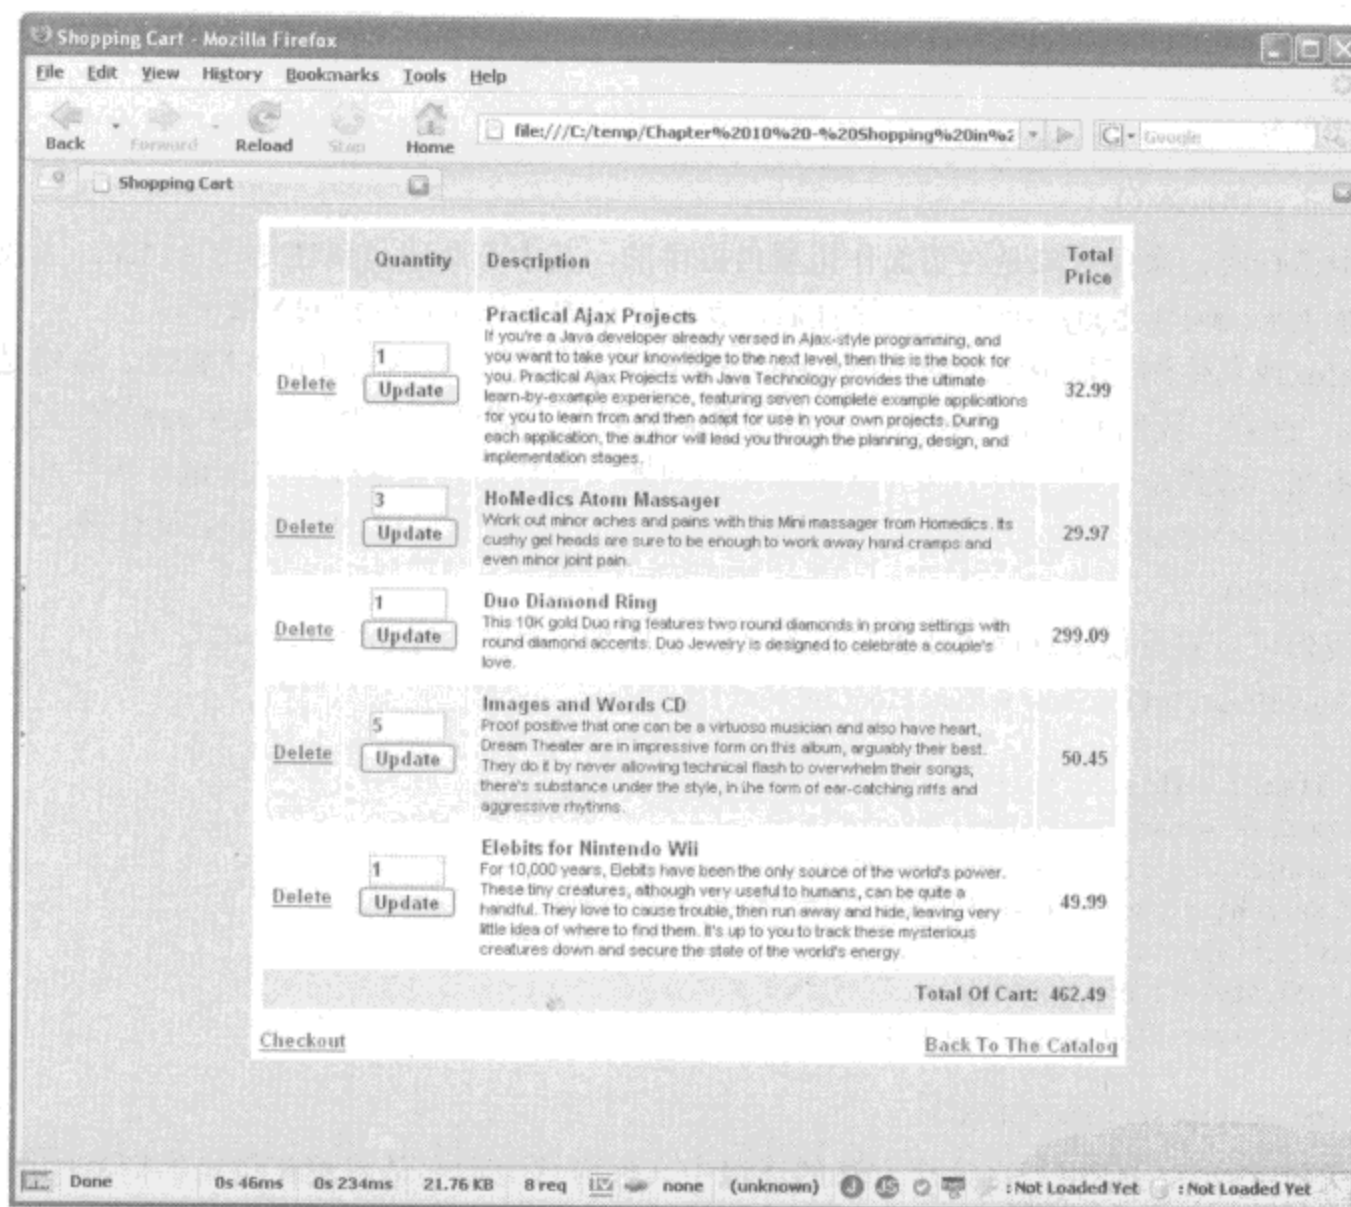 Shopping Cart - Mozilla Firefox
File Edit View History Bookmarks Tools Help
Back Forward Reload Stop Home file:///C:/temp/Chapter%2010%20-%20Shopping%20in%2 Google
Shopping Cart
Quantity Description Total Price
Practical Ajax Projects
If you're a Java developer already versed in Ajax-style programming, and
you want to take your knowledge to the next level, then this is the book for
you. Practical Ajax Projects with Java Technology provides the ultimate
learn-by-example experience, featuring seven complete example applications
for you to learn from and then adapt for use in your own projects. During
each application, the author will lead you through the planning, design, and
implementation stages.
Delete 1 Update 32.99
HoMedics Atom Massager
Work out minor aches and pains with this Mini massager from Homedics. Its
cushy gel heads are sure to be enough to work away hand cramps and
even minor joint pain.
Delete 3 Update 29.97
Duo Diamond Ring
This 10K gold Duo ring features two round diamonds in prong settings with
round diamond accents. Duo Jewelry is designed to celebrate a couple's
love.
Delete 1 Update 299.09
Images and Words CD
Proof positive that one can be a virtuoso musician and also have heart,
Dream Theater are in impressive form on this album, arguably their best.
They do it by never allowing technical flash to overwhelm their songs,
there's substance under the style, in the form of ear-catching riffs and
aggressive rhythms.
Delete 5 Update 50.45
Elebits for Nintendo Wii
For 10,000 years, Elebits have been the only source of the world's power.
These tiny creatures, although very useful to humans, can be quite a
handful. They love to cause trouble, then run away and hide, leaving very
little idea of where to find them. It's up to you to track these mysterious
creatures down and secure the state of the world's energy.
Delete 1 Update 49.99
Total Of Cart: 462.49
Checkout Back To The Catalog
Done 0s 46ms 0s 234ms 21.76 KB 8 req none (unknown) : Not Loaded Yet : Not Loaded Yet